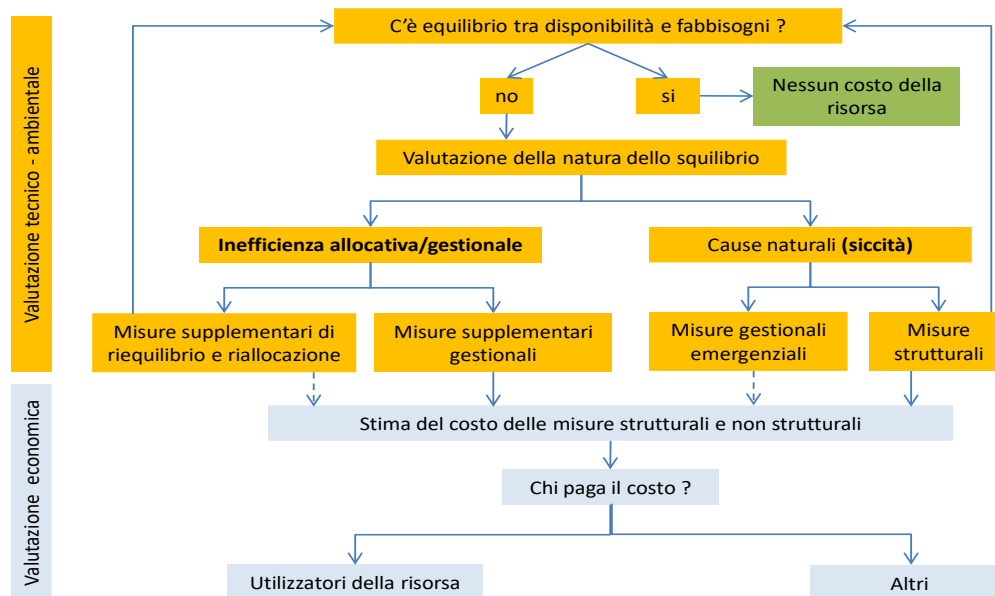 Valutazione tecnico - ambientale
C'è equilibrio tra disponibilità e fabbisogni ?
no
si
Nessun costo della
risorsa
Valutazione della natura dello squilibrio
Inefficienza allocativa/gestionale
Cause naturali (siccità)
Misure supplementari di
riequilibrio e riallocazione
Misure supplementari
gestionali
Misure gestionali
emergenziali
Misure
strutturali
Valutazione economica
Stima del costo delle misure strutturali e non strutturali
Chi paga il costo ?
Utilizzatori della risorsa
Altri